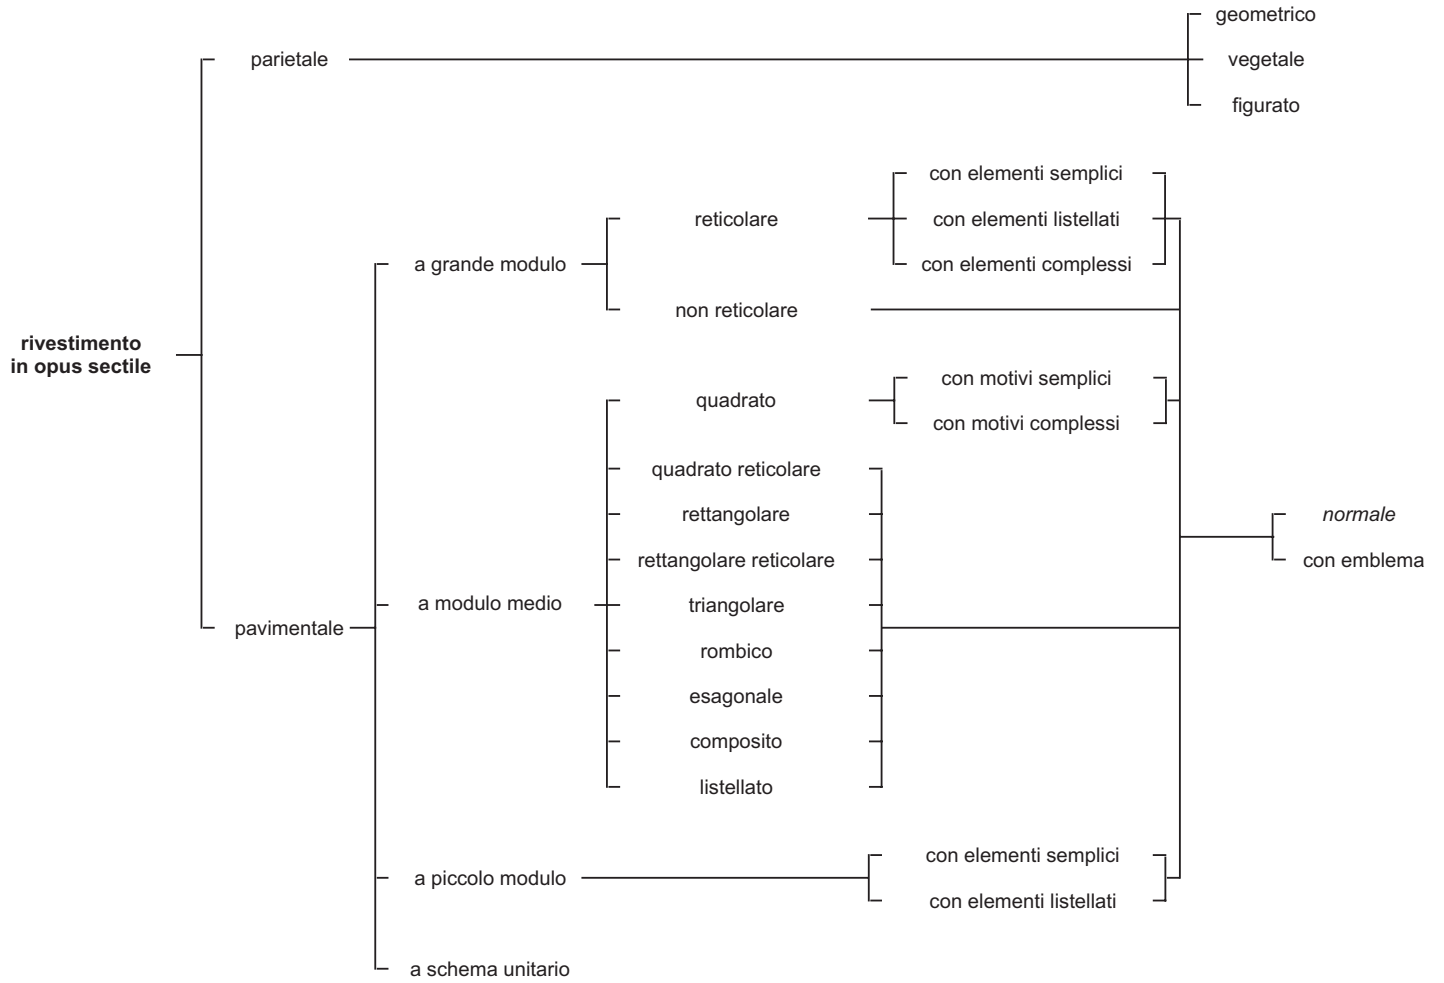 geometrico
parietale
vegetale
figurato
con elementi semplici
reticolare
con elementi listellati
a grande modulo
con elementi complessi
non reticolare
rivestimento
in opus sectile
con motivi semplici
quadrato
con motivi complessi
quadrato reticolare
rettangolare
normale
rettangolare reticolare
con emblema
a modulo medio
triangolare
pavimentale
rombico
esagonale
composito
listellato
con elementi semplici
a piccolo modulo
con elementi listellati
a schema unitario